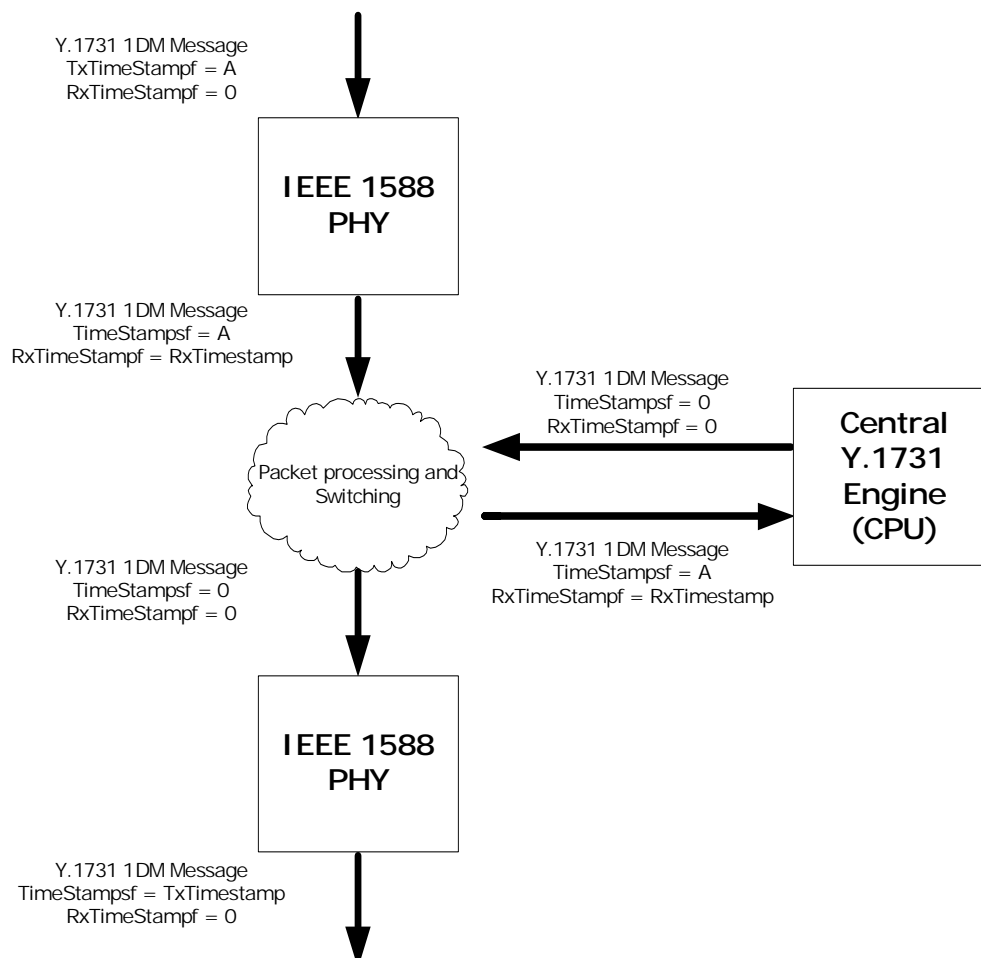 Y.1731 1DM Message
TxTimeStampf = A
RxTimeStampf = 0
IEEE 1588
PHY
Y.1731 1DM Message
TimeStampsf = A
RxTimeStampf = RxTimestamp
Y.1731 1DM Message
TimeStampsf = 0
RxTimeStampf = 0
Central
Y.1731
Engine
(CPU)
Packet processing and
Switching
Y.1731 1DM Message
TimeStampsf = A
RxTimeStampf = RxTimestamp
Y.1731 1DM Message
TimeStampsf = 0
RxTimeStampf = 0
IEEE 1588
PHY
Y.1731 1DM Message
TimeStampsf = TxTimestamp
RxTimeStampf = 0